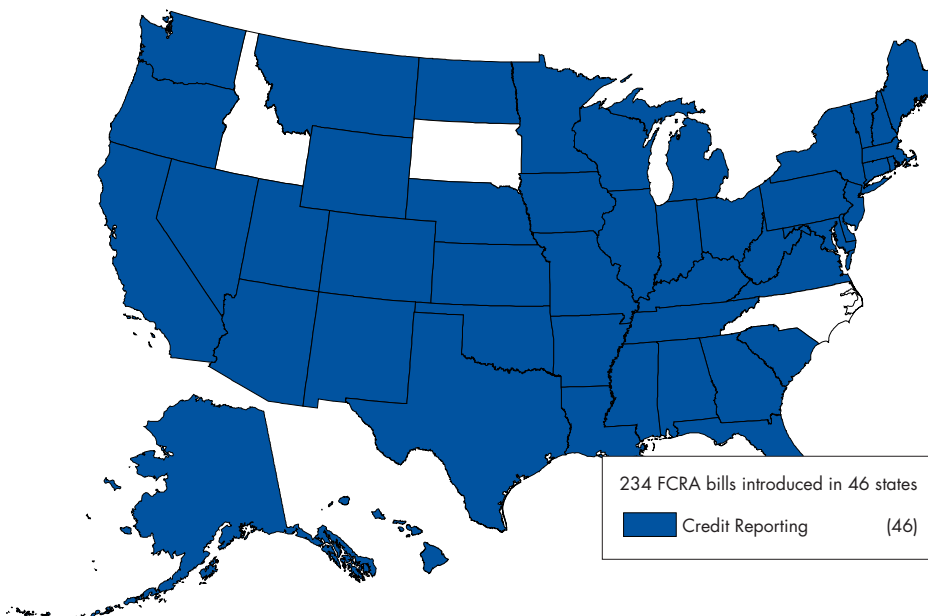 234 FCRA bills introduced in 46 states
Credit Reporting (46)